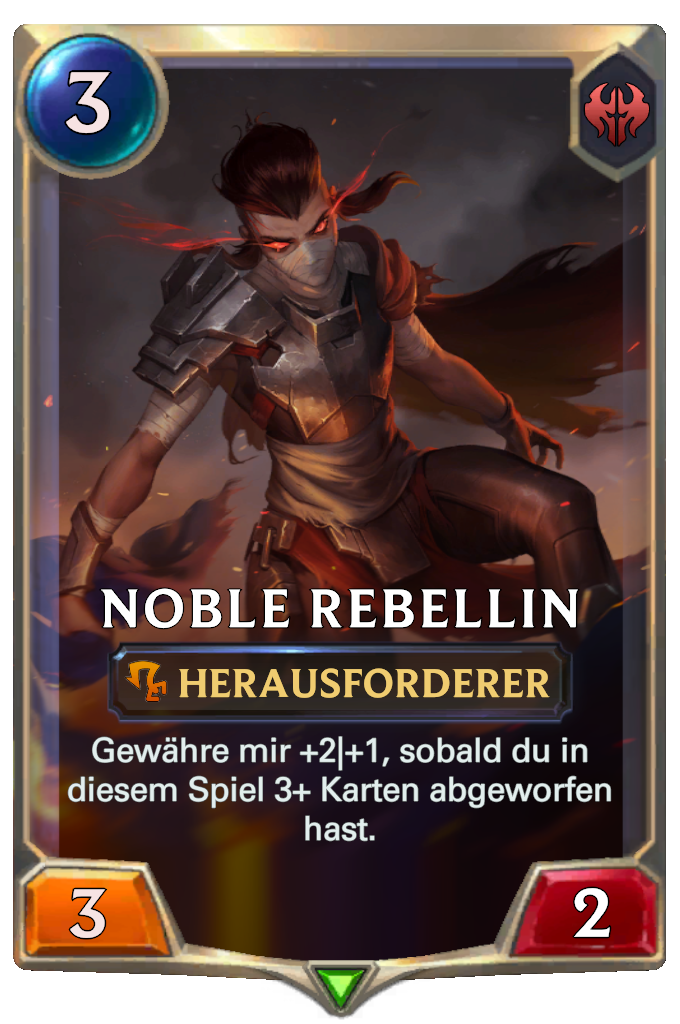 3
NOBLE REBELLIN
HERAUSFORDERER
Gewähre mir +2|+1, sobald du in
diesem Spiel 3+ Karten abgeworfen
hast.
3
2